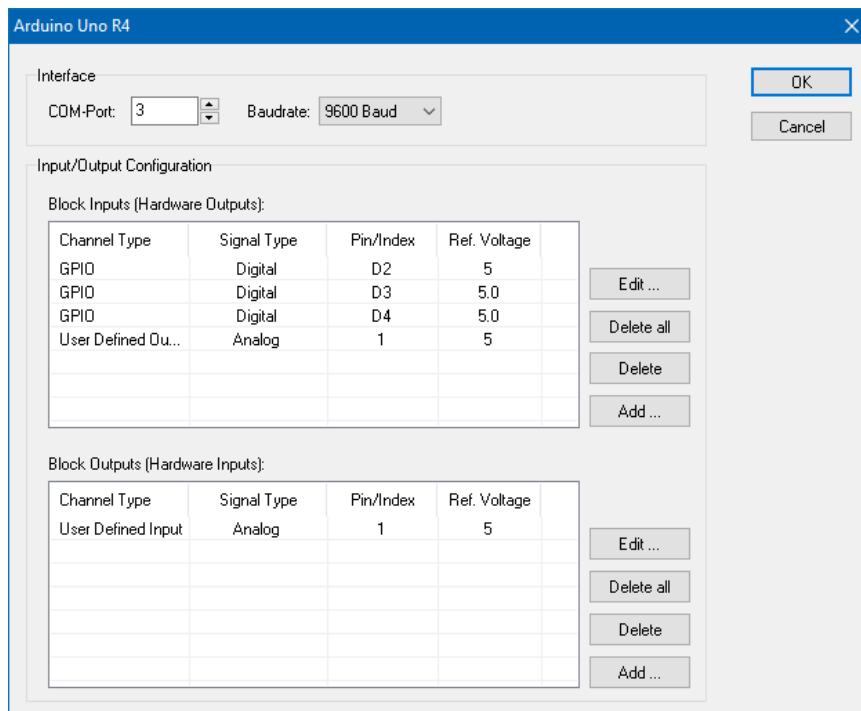 Arduino Uno R4
Interface
COM-Port: 3 Baudrate: 9600 Baud
OK
Cancel
Input/Output Configuration
Block Inputs (Hardware Outputs):
Channel Type Signal Type Pin/Index Ref. Voltage
GPIO Digital D2 5
GPIO Digital D3 5.0
GPIO Digital D4 5.0
User Defined Ou... Analog 1 5
Edit ...
Delete all
Delete
Add ...
Block Outputs (Hardware Inputs):
Channel Type Signal Type Pin/Index Ref. Voltage
User Defined Input Analog 1 5
Edit ...
Delete all
Delete
Add ...